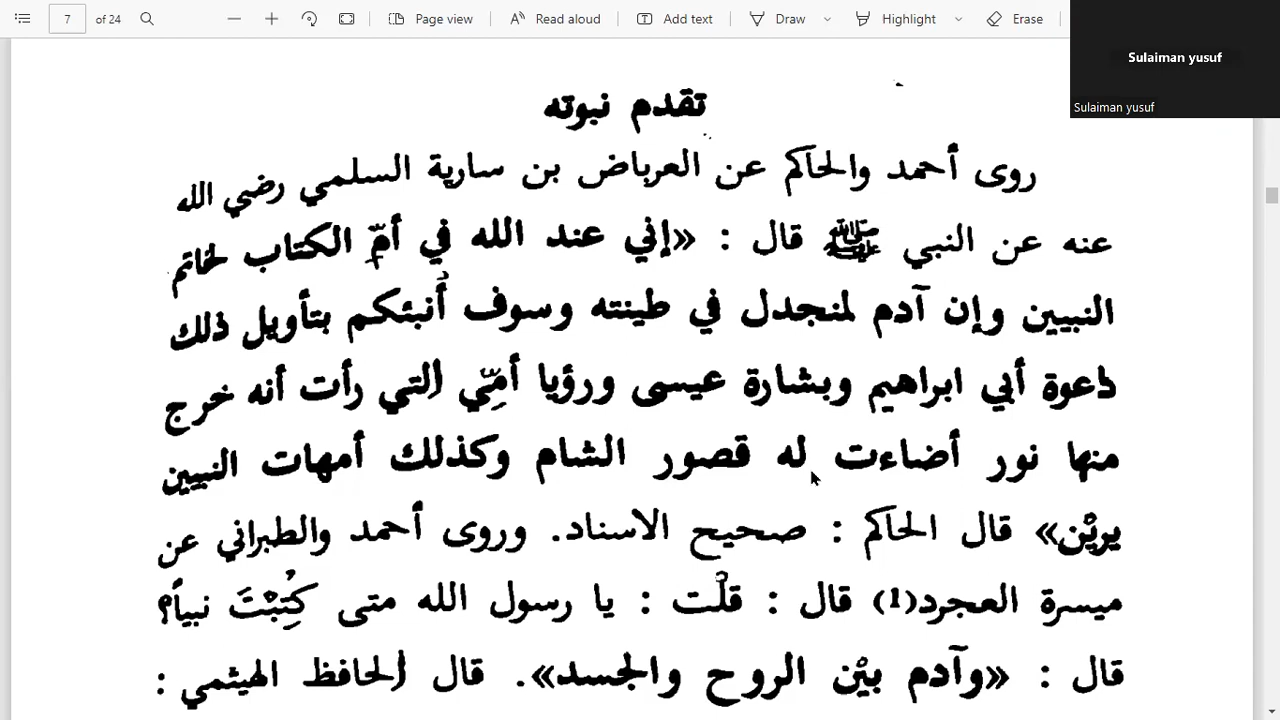 7 of 24 Page view Read aloud Add text Draw Highlight Erase
Sulaiman yusuf
Sulaiman yusuf
تقدم نبوته
روى أحمد والحاكم عن العرباض بن سارية السلمي رضي الله
عنه عن النبي ﷺ قال : «إني عند الله في أمّ الكتاب لخاتم
النبيين وإن آدم لمنجدل في طينته وسوف أُنبئكم بتأويل ذلك
دعوة أبي ابراهيم وبشارة عيسى ورؤيا أمّي التي رأت أنه خرج
منها نور أضاءت له قصور الشام وكذلك أمهات النبيين
يريْن» قال الحاكم : صحيح الاسناد. وروى أحمد والطبراني عن
ميسرة العجرد(1) قال : قلْت : يا رسول الله متى كُتِبْتَ نبياً؟
قال : «وآدم بيْن الروح والجسد». قال الحافظ الهيثمي :